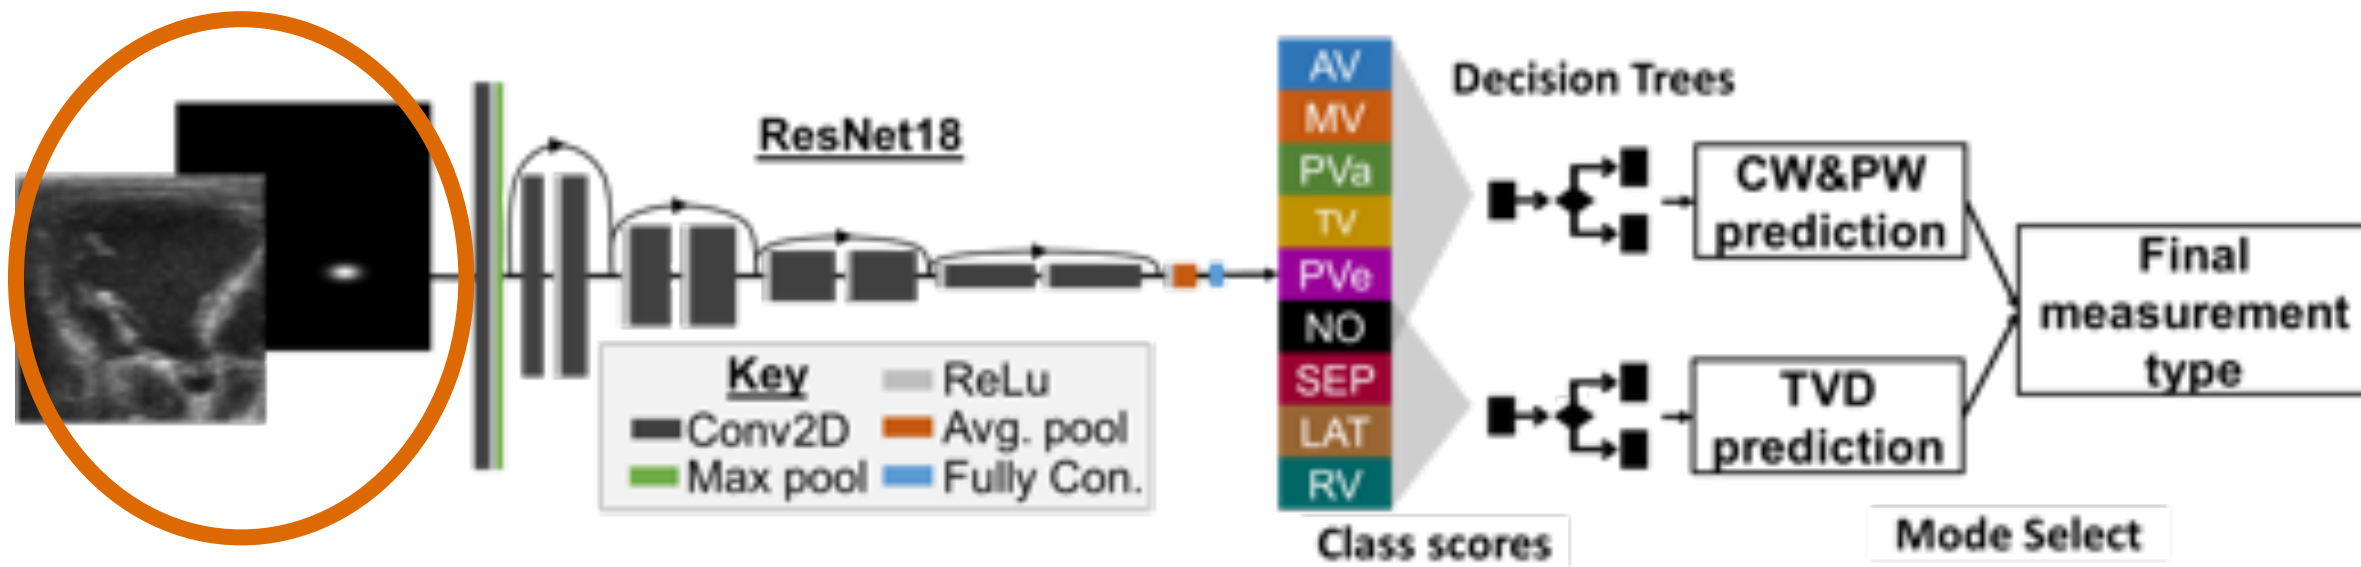 ResNet18
Key
Conv2D
Max pool
ReLu
Avg. pool
Fully Con.
AV
MV
PVa
TV
PVe
NO
SEP
LAT
RV
Class scores
Decision Trees
CW&PW
prediction
TVD
prediction
Mode Select
Final
measurement
type